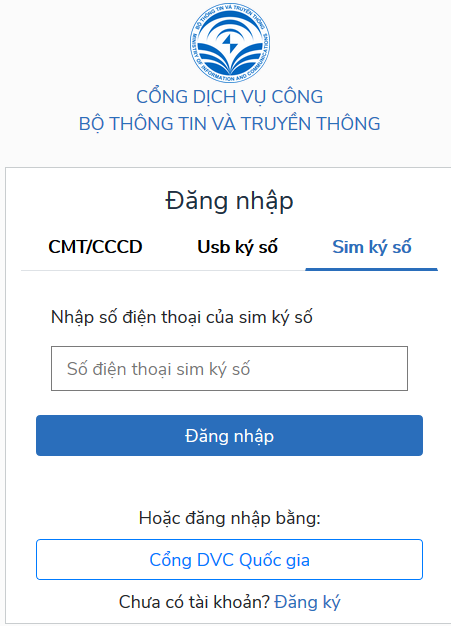 BỘ THÔNG TIN VÀ TRUYỀN THÔNG
MINISTRY OF INFORMATION AND COMMUNICATIONS
CỔNG DỊCH VỤ CÔNG
BỘ THÔNG TIN VÀ TRUYỀN THÔNG
Đăng nhập
CMT/CCCD Usb ký số Sim ký số
Nhập số điện thoại của sim ký số
Số điện thoại sim ký số
Đăng nhập
Hoặc đăng nhập bằng:
Cổng DVC Quốc gia
Chưa có tài khoản? Đăng ký